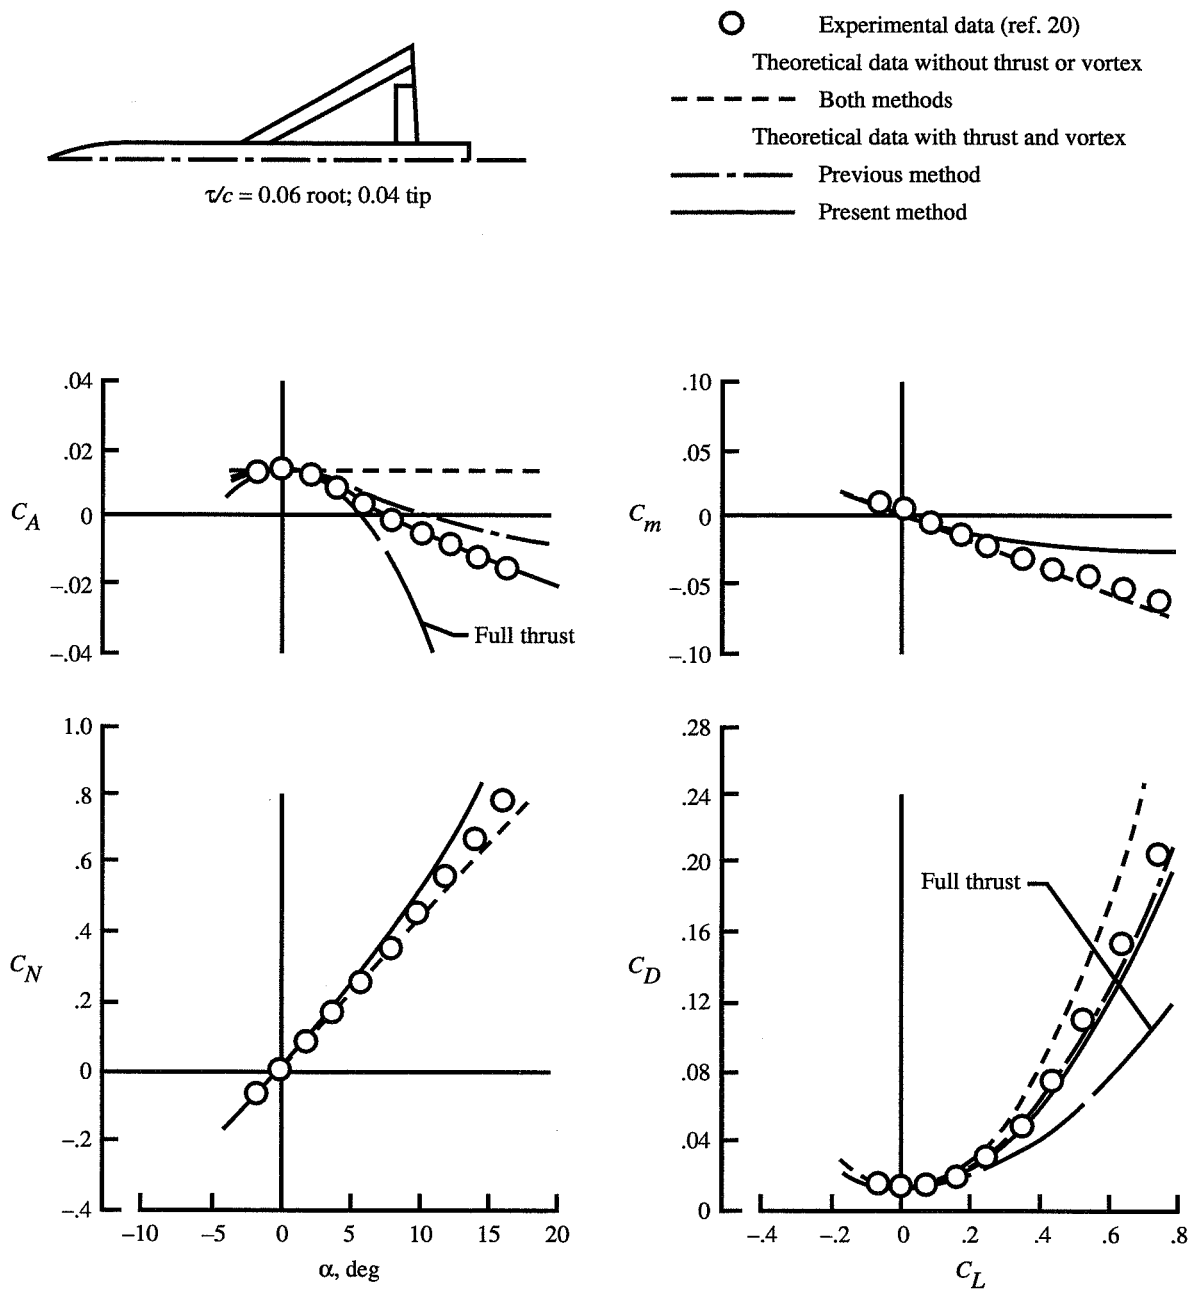 Experimental data (ref. 20)
Theoretical data without thrust or vortex
Both methods
Theoretical data with thrust and vortex
Previous method
Present method
τ/c = 0.06 root; 0.04 tip
.04
.02
0
–.02
–.04
C_A
Full thrust
.10
.05
0
–.05
–.10
C_m
1.0
.8
.6
.4
.2
0
–.2
–.4
C_N
–10 –5 0 5 10 15 20
α, deg
.28
.24
.20
.16
.12
.08
.04
0
C_D
Full thrust
–.4 –.2 0 .2 .4 .6 .8
C_L